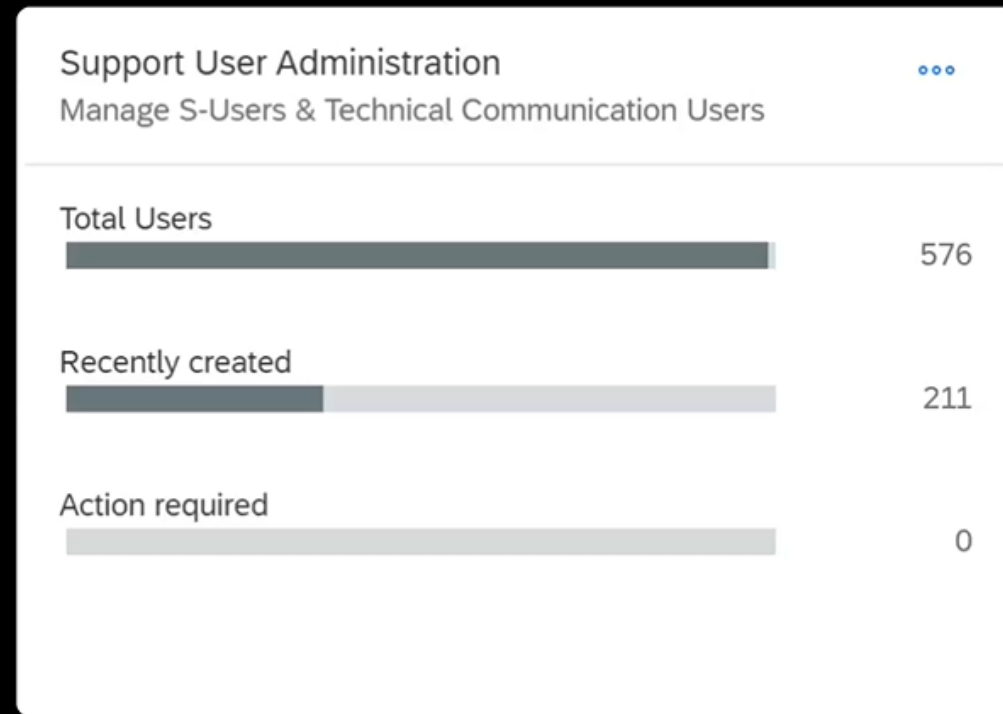 Support User Administration
Manage S-Users & Technical Communication Users
Total Users
576
Recently created
211
Action required
0